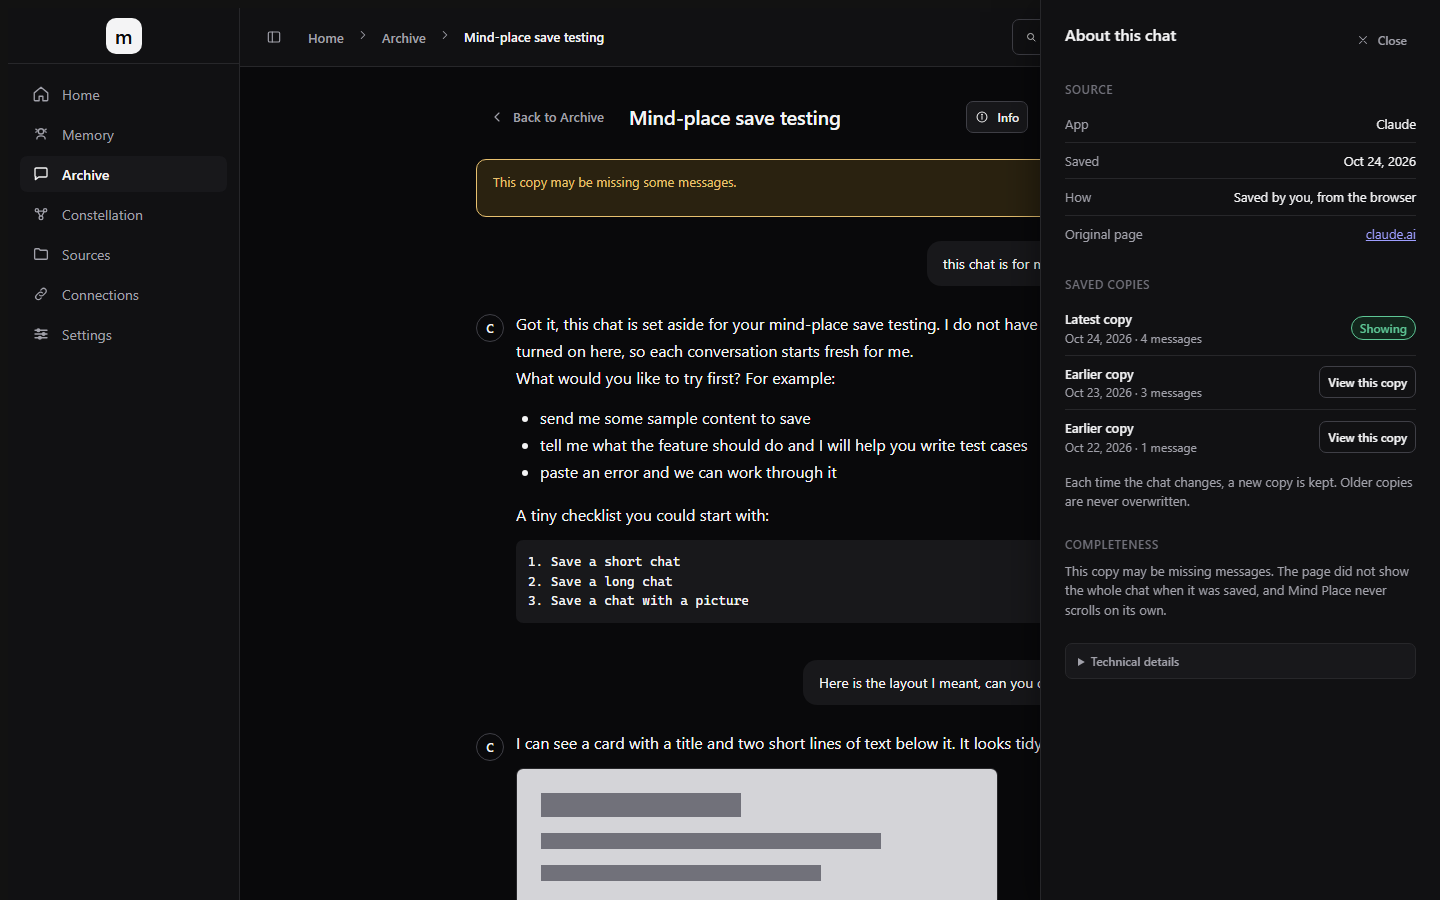 m
Home
Memory
Archive
Constellation
Sources
Connections
Settings
Home
Archive
Mind-place save testing
Back to Archive
Mind-place save testing
Info
This copy may be missing some messages.
this chat is for
C
Got it, this chat is set aside for your mind-place save testing. I do not have
turned on here, so each conversation starts fresh for me.
What would you like to try first? For example:
• send me some sample content to save
• tell me what the feature should do and I will help you write test cases
• paste an error and we can work through it
A tiny checklist you could start with:
1. Save a short chat
2. Save a long chat
3. Save a chat with a picture
Here is the layout I meant, can you
C
I can see a card with a title and two short lines of text below it. It looks tidy
About this chat
Close
SOURCE
App
Claude
Saved
Oct 24, 2026
How
Saved by you, from the browser
Original page
claude.ai
SAVED COPIES
Latest copy
Oct 24, 2026 · 4 messages
Showing
Earlier copy
Oct 23, 2026 · 3 messages
View this copy
Earlier copy
Oct 22, 2026 · 1 message
View this copy
Each time the chat changes, a new copy is kept. Older copies
are never overwritten.
COMPLETENESS
This copy may be missing messages. The page did not show
the whole chat when it was saved, and Mind Place never
scrolls on its own.
Technical details